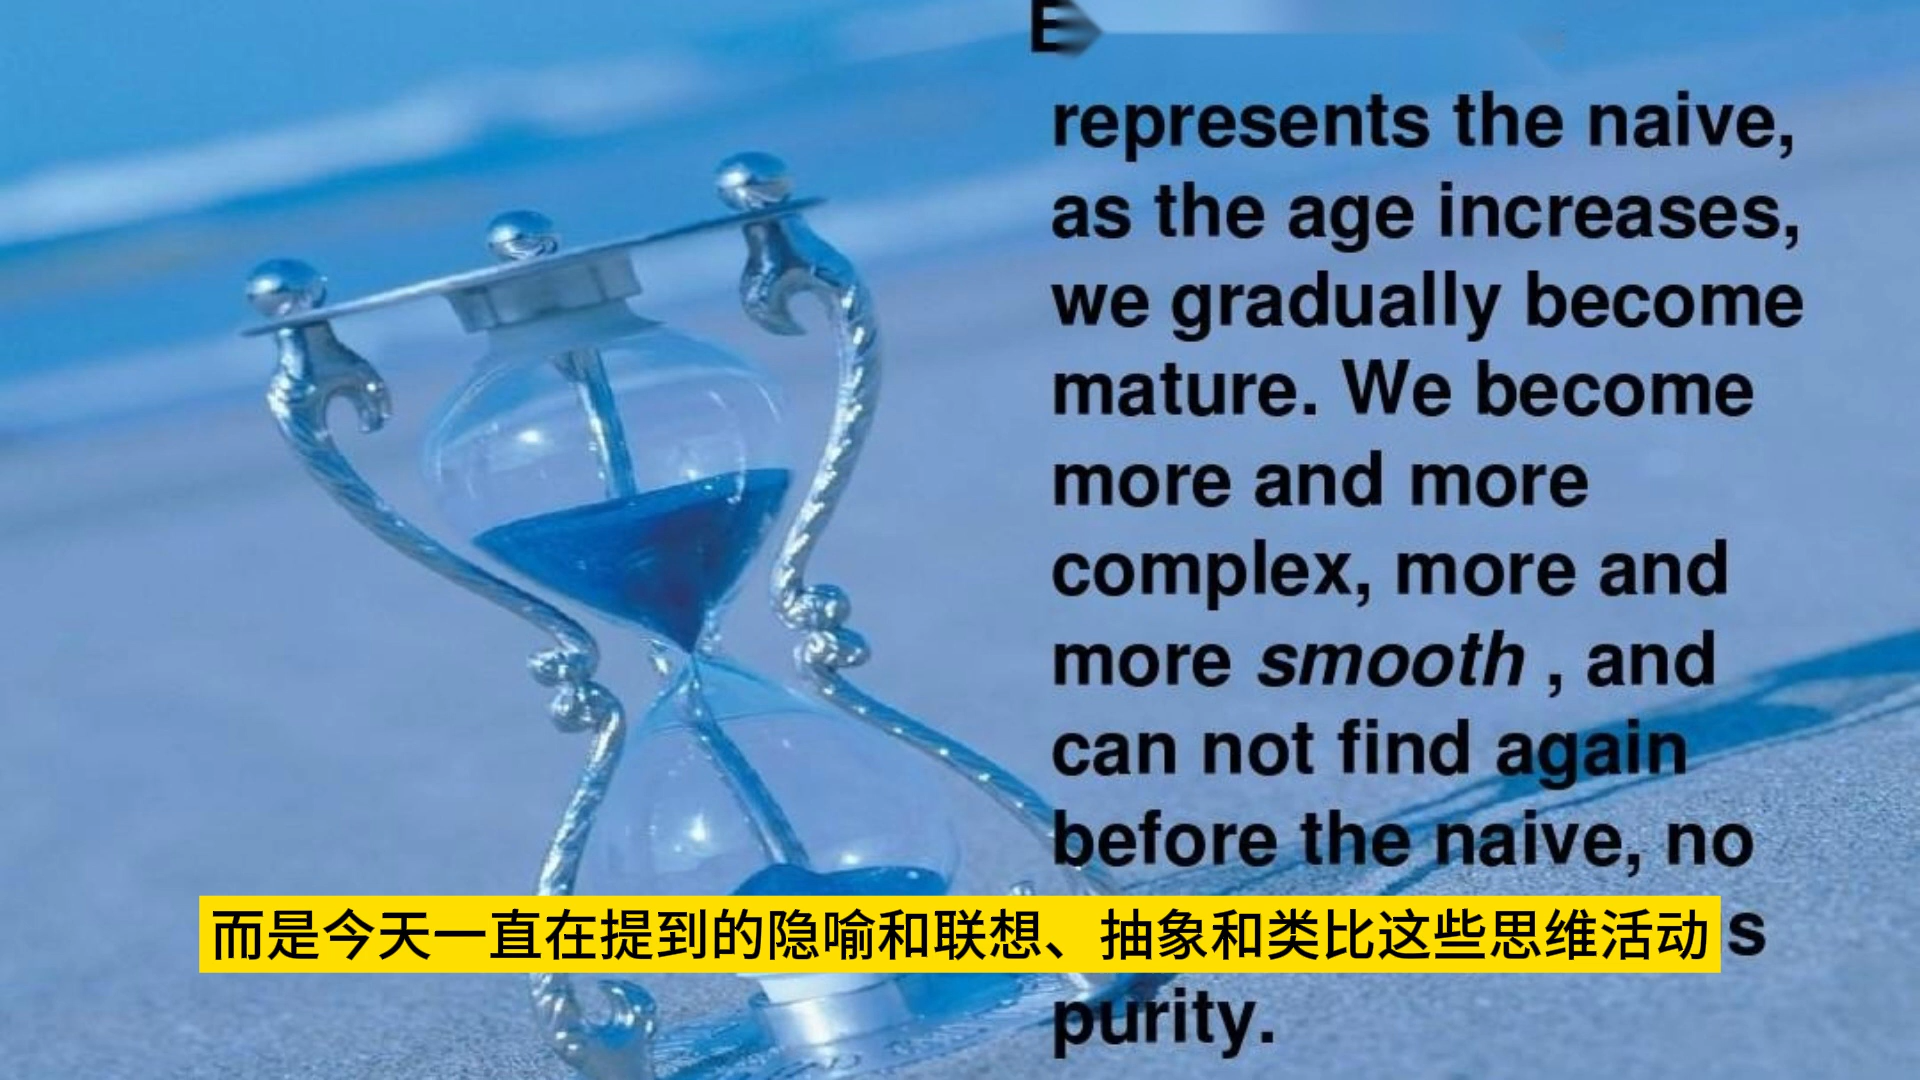 represents the naive,
as the age increases,
we gradually become
mature. We become
more and more
complex, more and
more smooth , and
can not find again
before the naive, no
而是今天一直在提到的隐喻和联想、抽象和类比这些思维活动
purity.